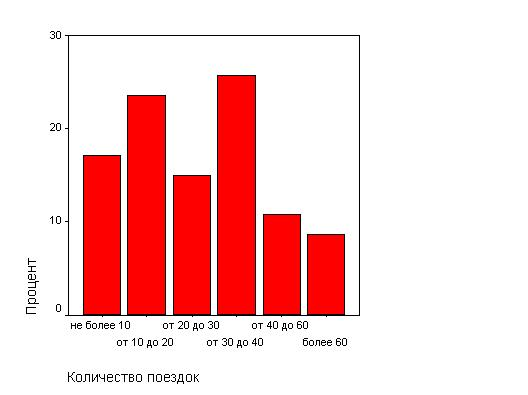 30
20
10
0
Процент
не более 10
от 10 до 20
от 20 до 30
от 30 до 40
от 40 до 60
более 60
Количество поездок